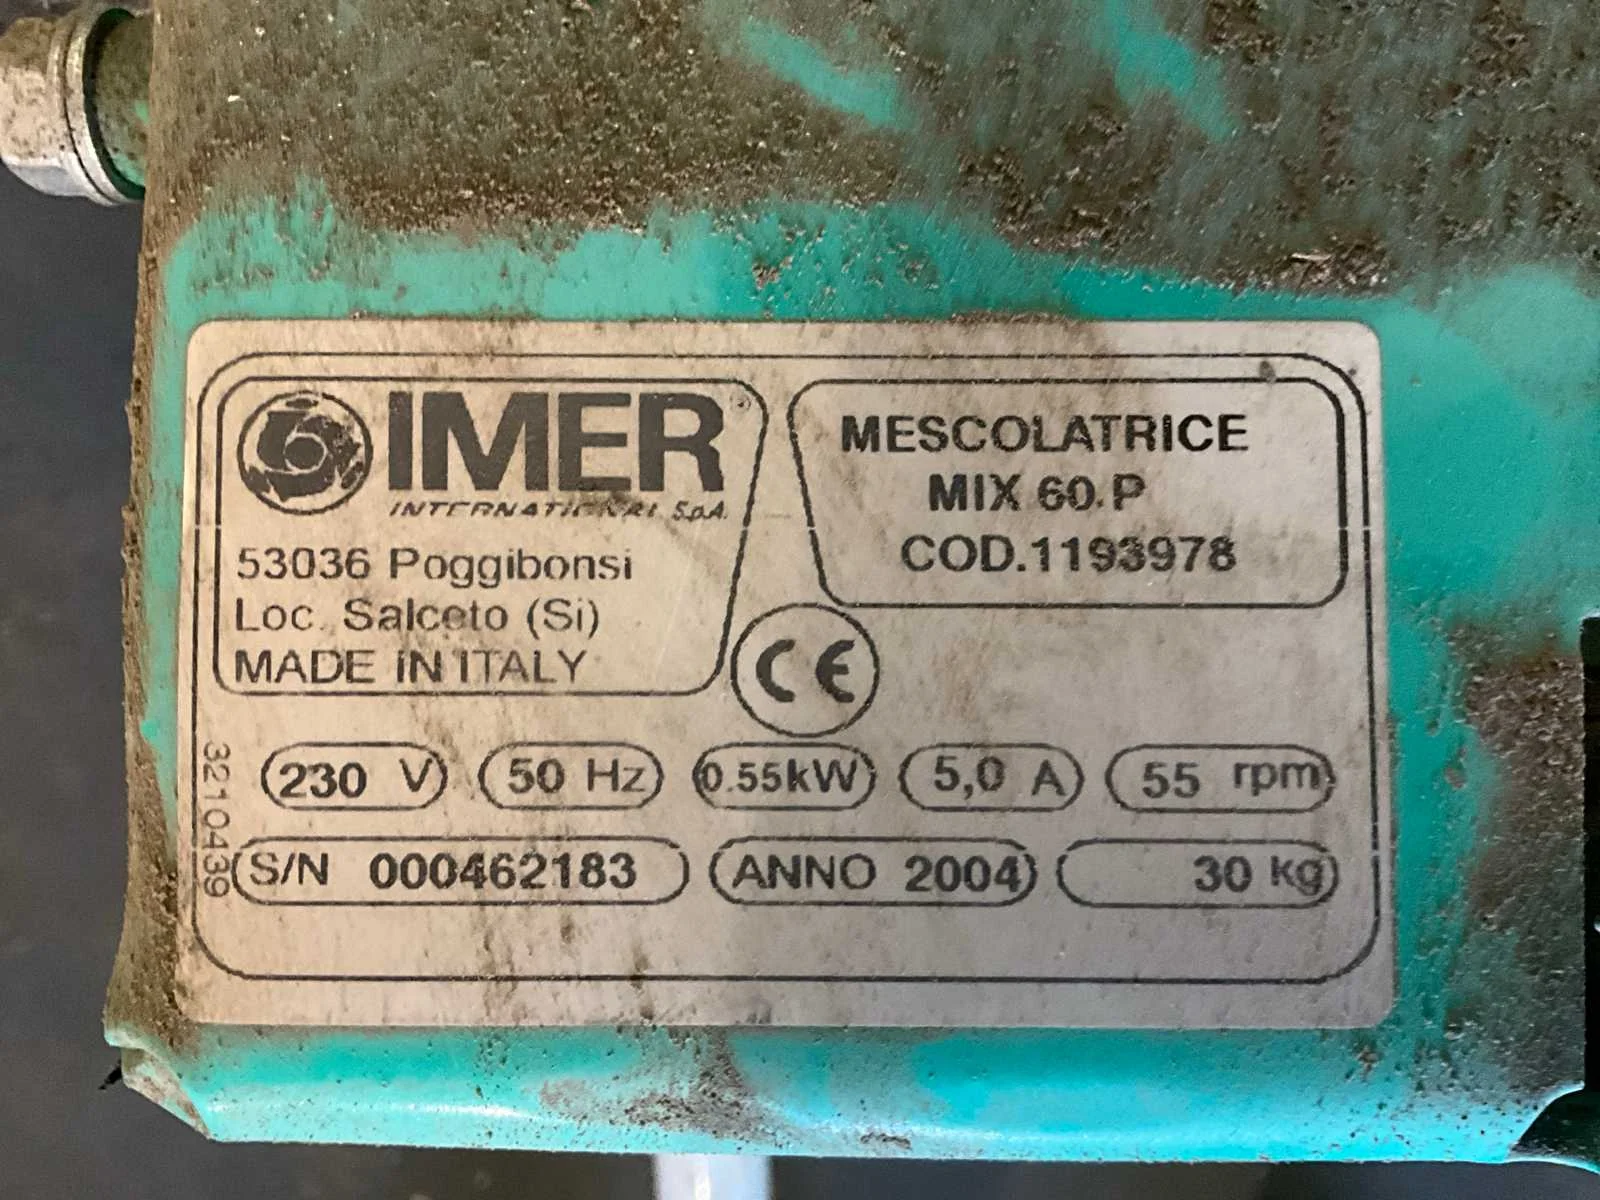 IMER®
INTERNATIONAL S.p.A.
53036 Poggibonsi
Loc. Salceto (Si)
MADE IN ITALY
MESCOLATRICE
MIX 60.P
COD.1193978
CE
230 V 50 Hz 0.55kW 5,0 A 55 rpm
S/N 000462183 ANNO 2004 30 kg
3210439